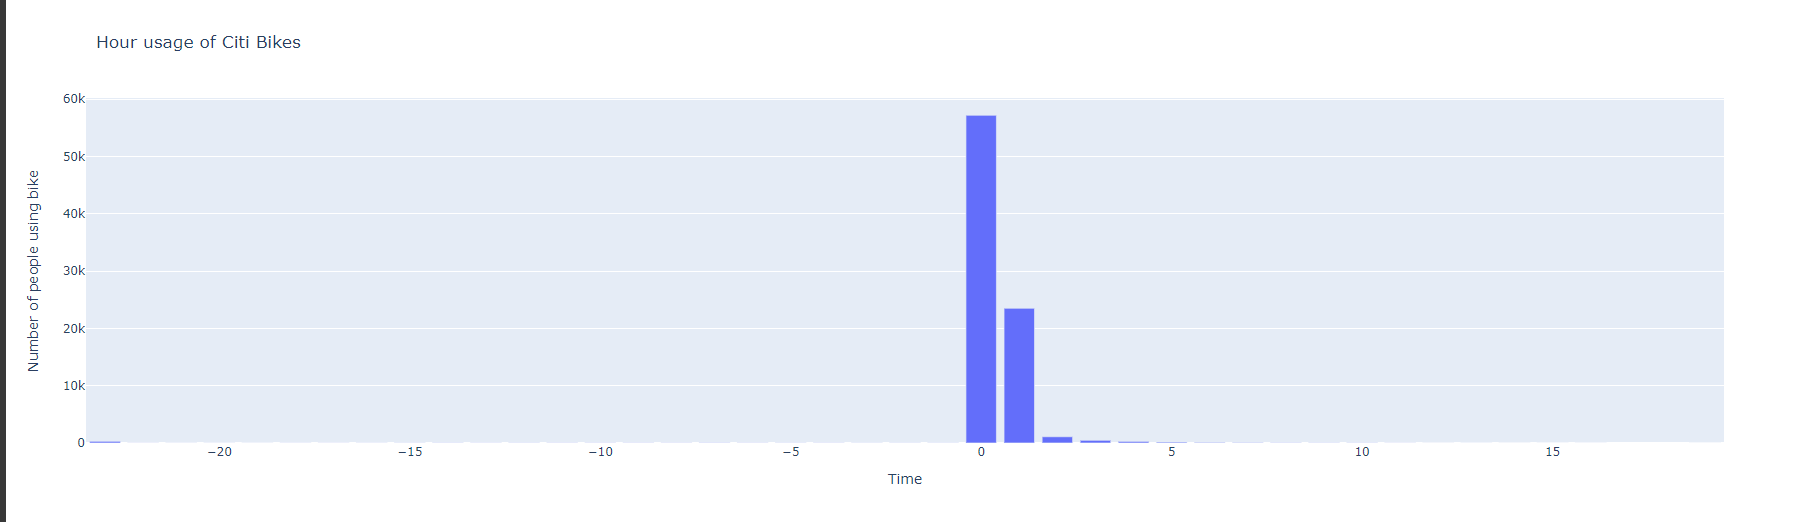 Hour usage of Citi Bikes
Number of people using bike
60k
50k
40k
30k
20k
10k
0
−20 −15 −10 −5 0 5 10 15
Time